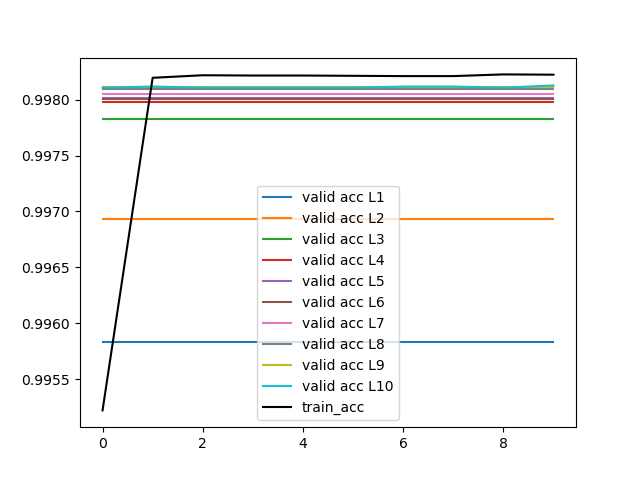 0.9980
0.9975
0.9970
0.9965
0.9960
0.9955
valid acc L1
valid acc L2
valid acc L3
valid acc L4
valid acc L5
valid acc L6
valid acc L7
valid acc L8
valid acc L9
valid acc L10
train_acc
0 2 4 6 8